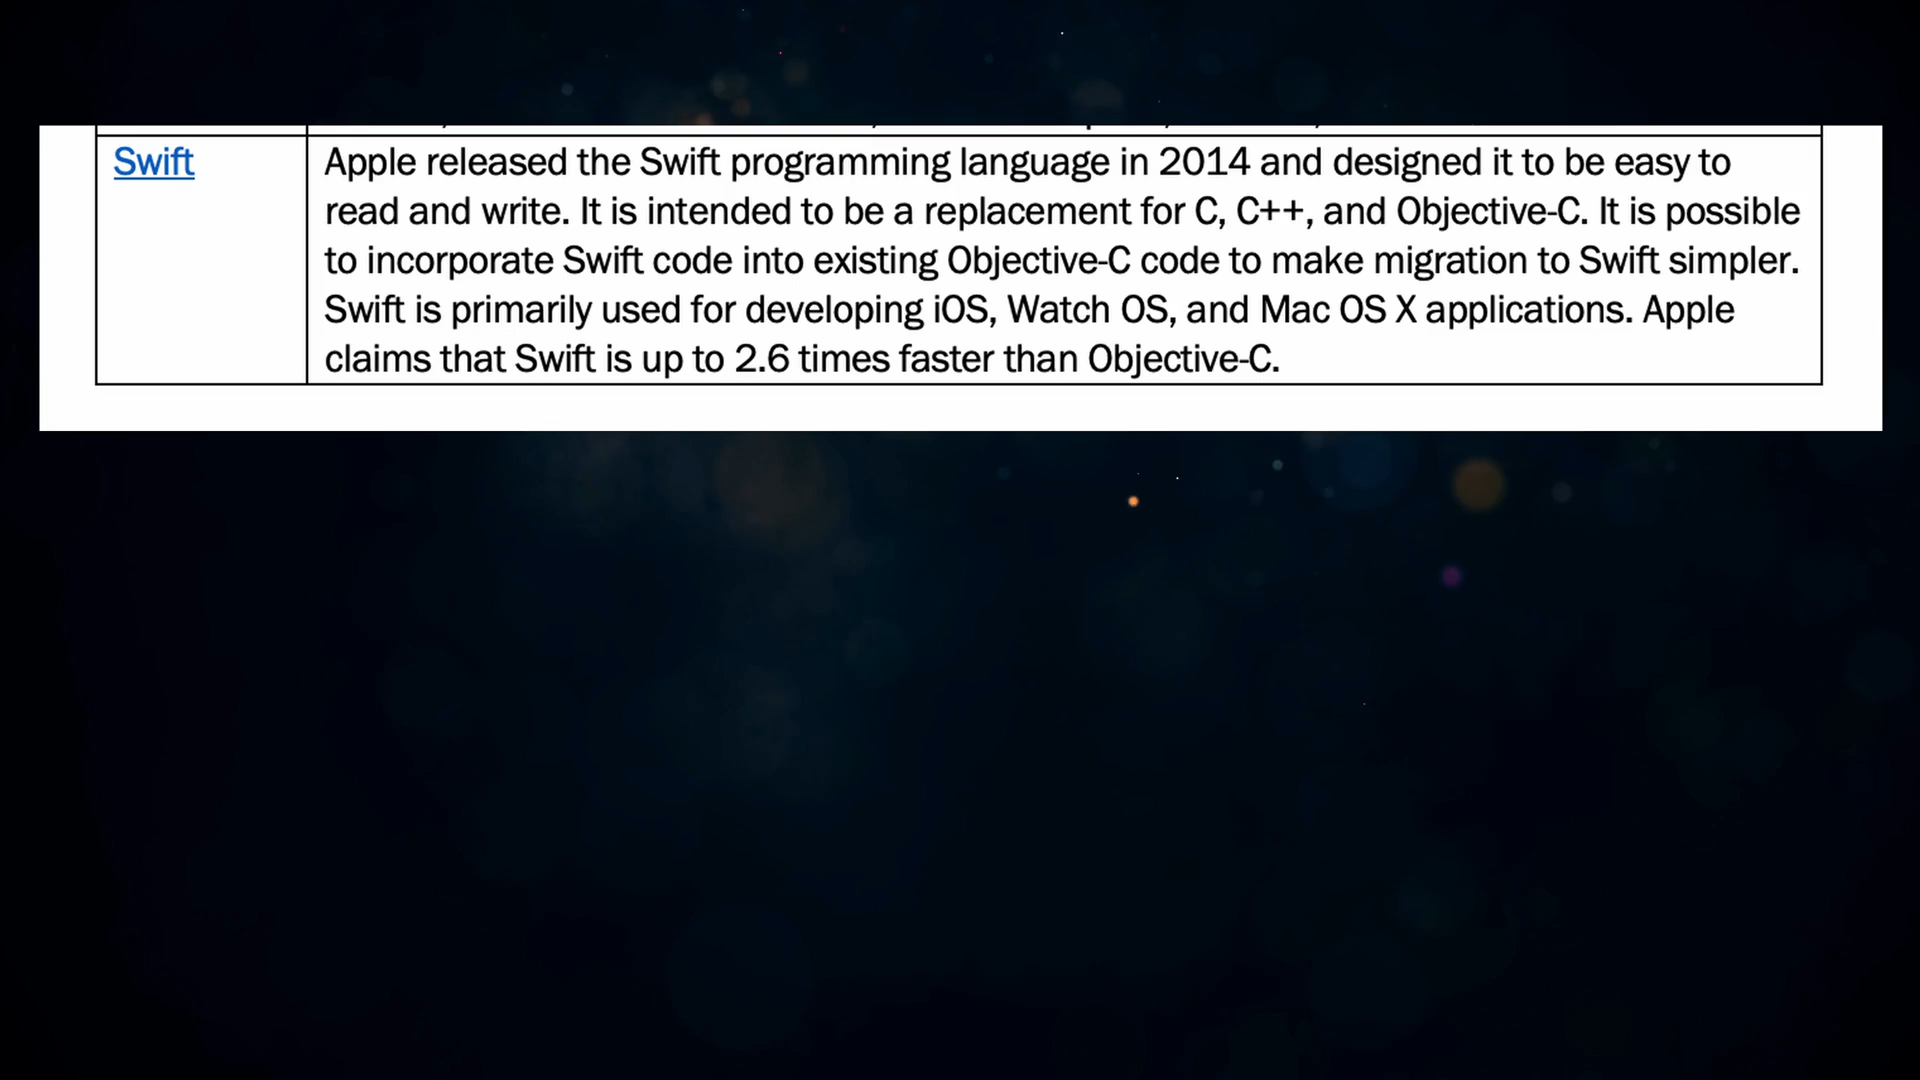 Swift
Apple released the Swift programming language in 2014 and designed it to be easy to
read and write. It is intended to be a replacement for C, C++, and Objective-C. It is possible
to incorporate Swift code into existing Objective-C code to make migration to Swift simpler.
Swift is primarily used for developing iOS, Watch OS, and Mac OS X applications. Apple
claims that Swift is up to 2.6 times faster than Objective-C.